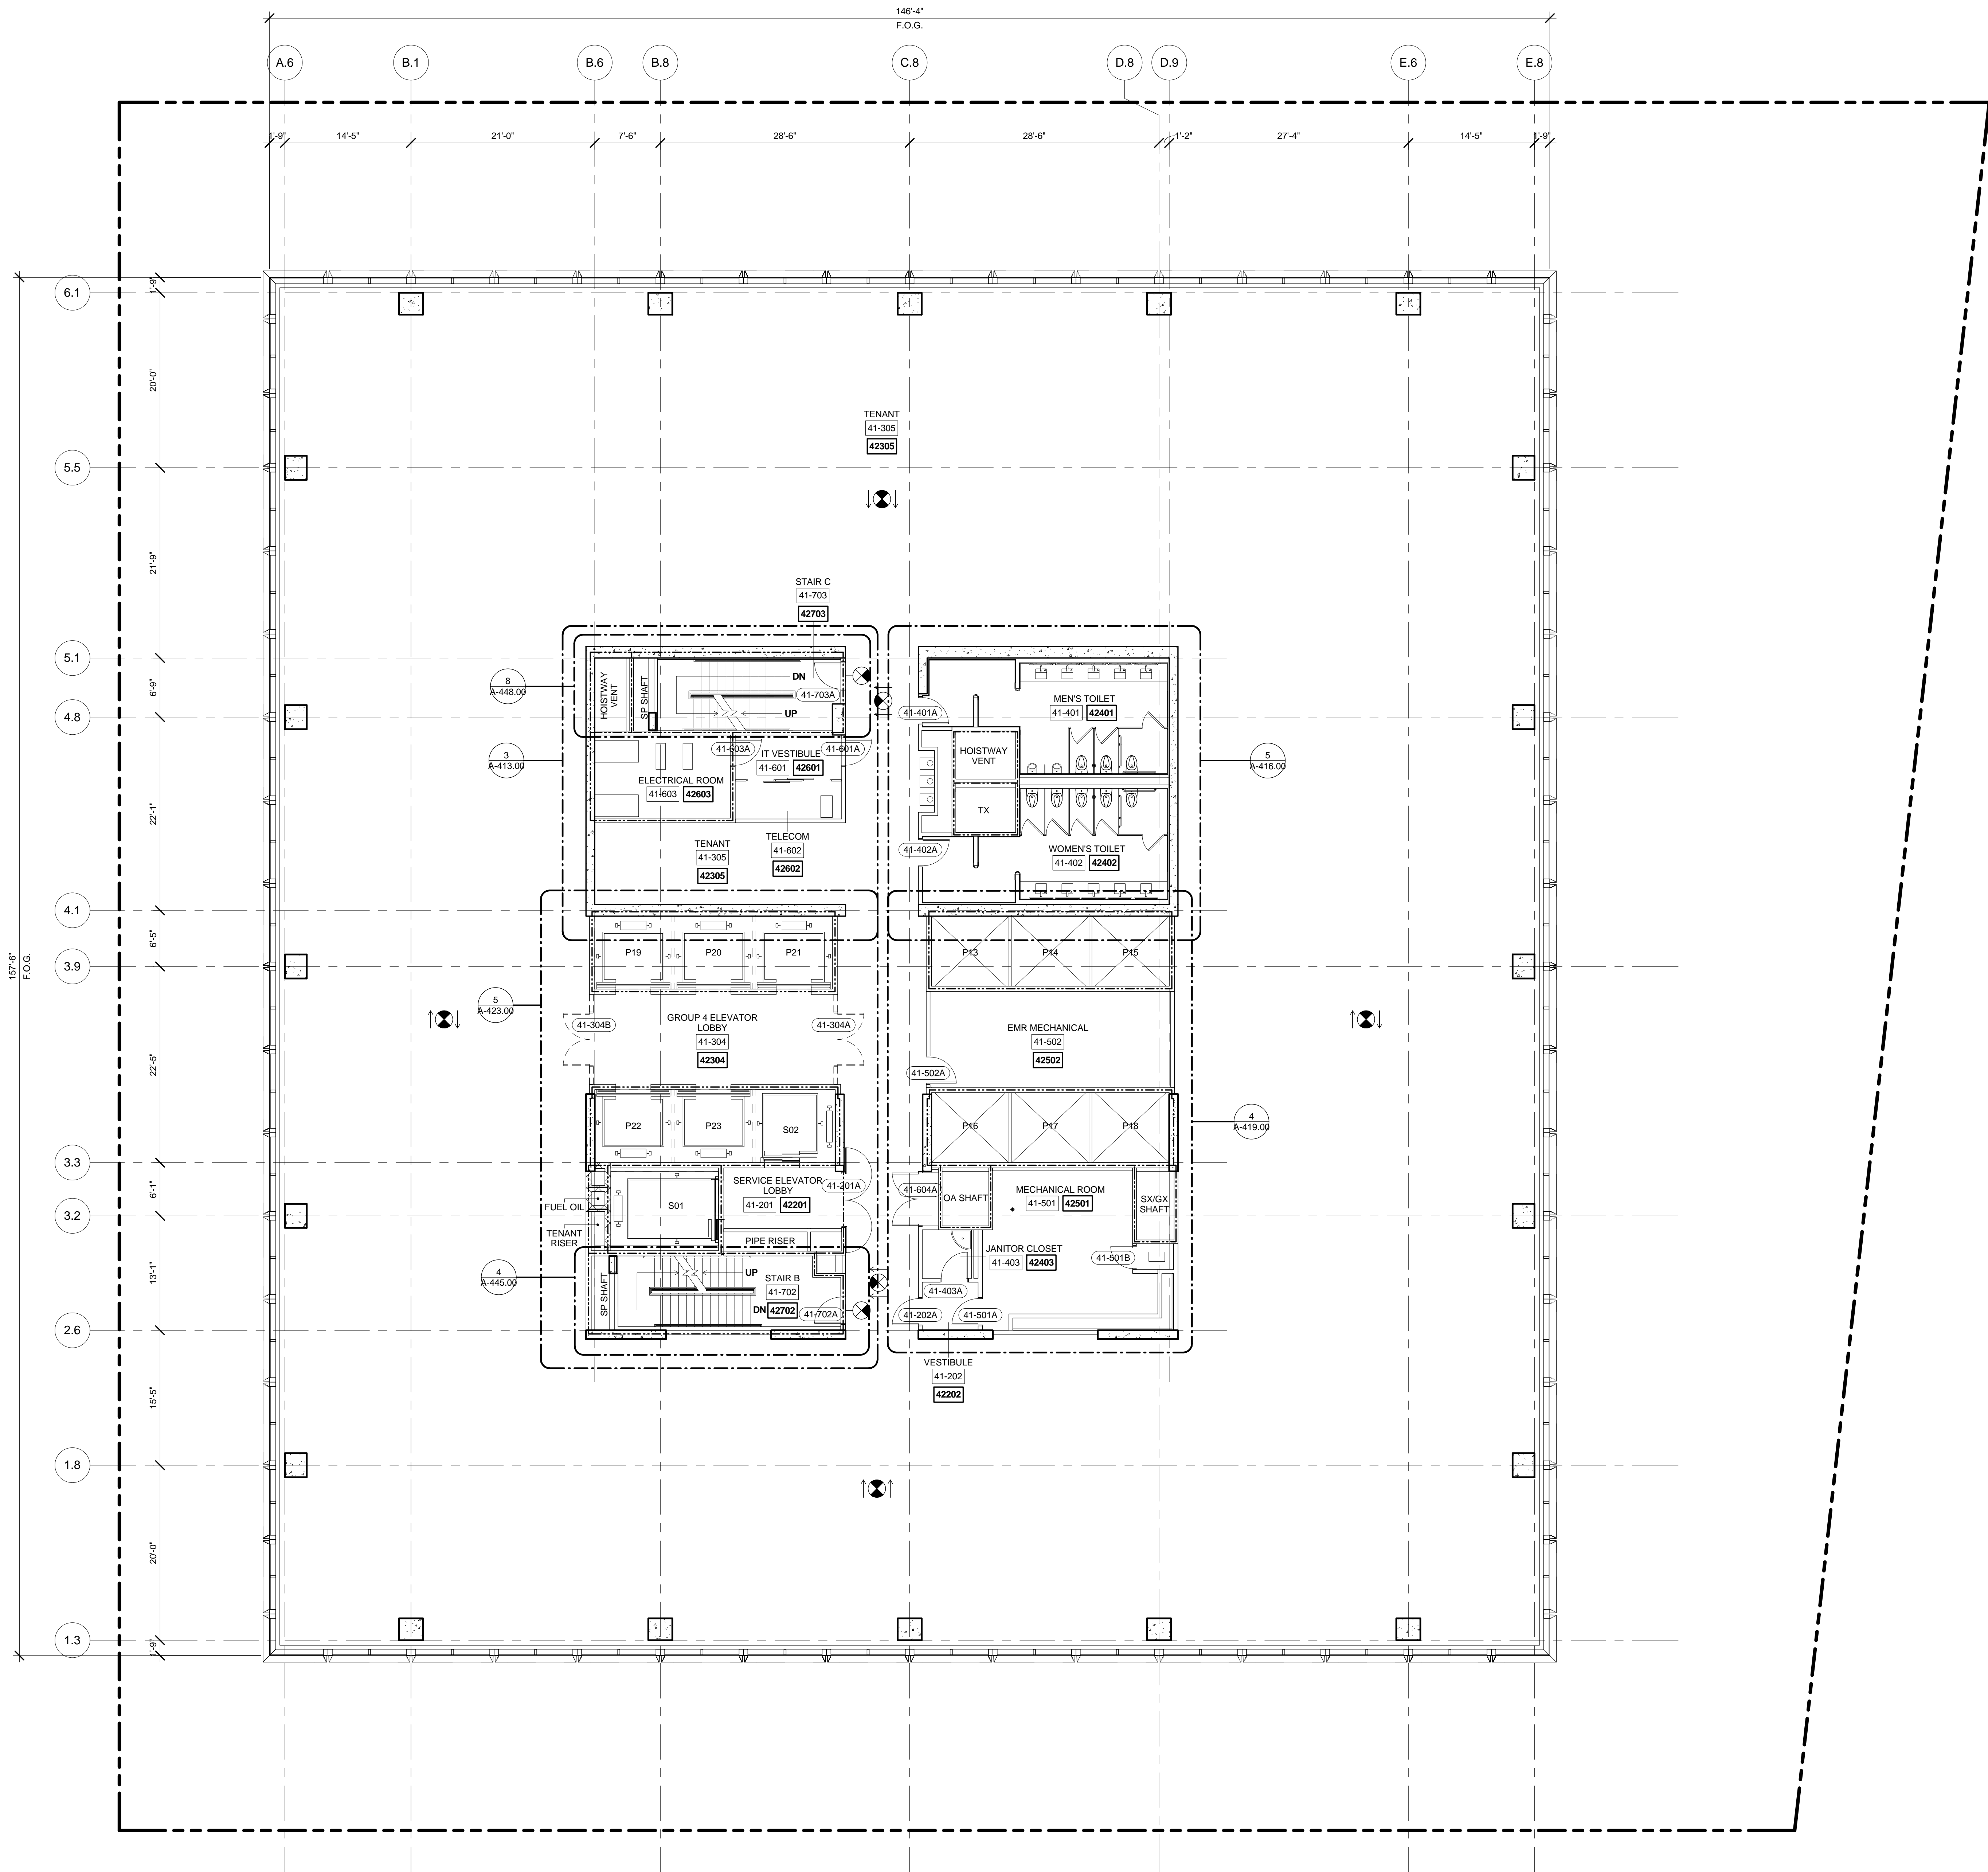 146'-4"
F.O.G.
A.6
B.1
B.6
B.8
C.8
D.8
D.9
E.6
E.8
1'-9"
14'-5"
21'-0"
7'-6"
28'-6"
28'-6"
1'-2"
27'-4"
14'-5"
1'-9"
157'-6"
F.O.G.
6.1
5.5
5.1
4.8
4.1
3.9
3.3
3.2
2.6
1.8
1.3
1'-9"
20'-0"
21'-9"
6'-9"
22'-1"
6'-5"
22'-5"
6'-1"
13'-1"
15'-5"
20'-0"
1'-9"
TENANT
41-305
42305
STAIR C
41-703
42703
8
A-448.00
HOISTWAY
VENT
SP SHAFT
DN
41-703A
UP
3
A-413.00
41-603A
IT VESTIBULE
41-601A
41-601
42601
ELECTRICAL ROOM
41-603
42603
TENANT
41-305
42305
TELECOM
41-602
42602
41-401A
MEN'S TOILET
41-401
42401
HOISTWAY
VENT
TX
5
A-416.00
41-402A
WOMEN'S TOILET
41-402
42402
P19
P20
P21
P13
P14
P15
5
A-423.00
41-304B
GROUP 4 ELEVATOR
LOBBY
41-304
42304
41-304A
EMR MECHANICAL
41-502
42502
41-502A
P22
P23
S02
P16
P17
P18
4
A-419.00
SERVICE ELEVATOR
LOBBY
41-201
42201
41-201A
S01
FUEL OIL
TENANT
RISER
PIPE RISER
41-604A
OA SHAFT
MECHANICAL ROOM
41-501
42501
SX/GX
SHAFT
JANITOR CLOSET
41-403
42403
41-501B
4
A-445.00
SP SHAFT
UP
STAIR B
41-702
DN
42702
41-702A
41-403A
41-202A
41-501A
VESTIBULE
41-202
42202